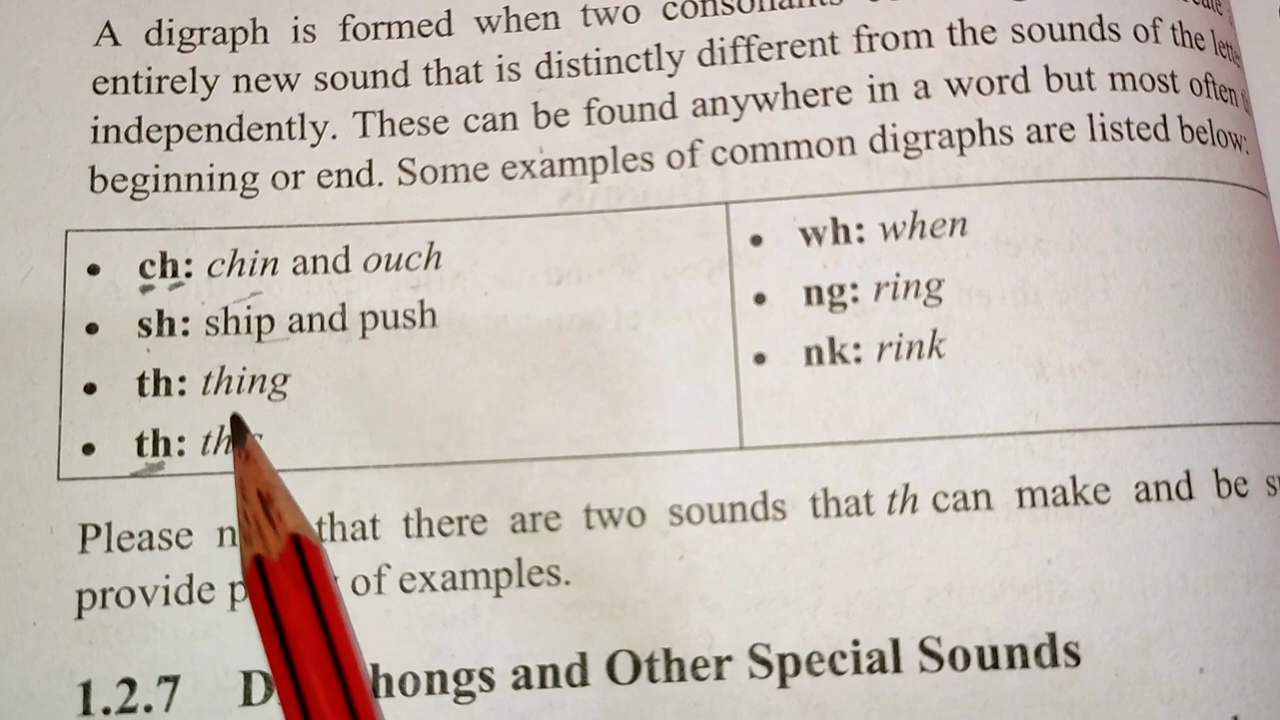 A digraph is formed when two consonants
entirely new sound that is distinctly different from the sounds of the
independently. These can be found anywhere in a word but most often
beginning or end. Some examples of common digraphs are listed below:
• ch: chin and ouch
• sh: ship and push
• th: thing
• th:
• wh: when
• ng: ring
• nk: rink
Please that there are two sounds that th can make and be
provide of examples.
1.2.7 and Other Special Sounds